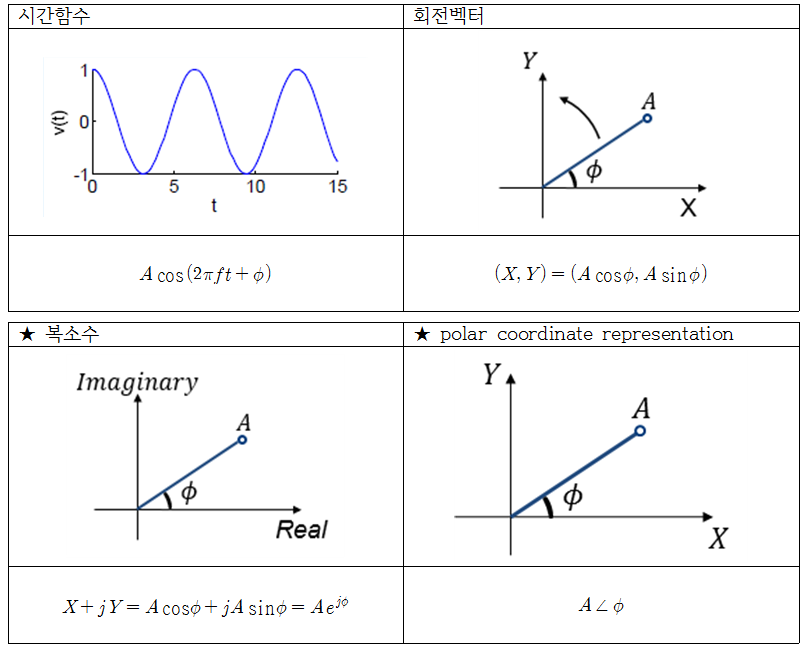 시간함수
회전벡터
v(t)
1
0
-1
0 5 10 15
t
Y
A
ϕ
X
A cos(2πft+ϕ)
(X, Y) = (A cosϕ, A sinϕ)
★ 복소수
★ polar coordinate representation
Imaginary
A
ϕ
Real
Y
A
ϕ
X
X+jY = A cosϕ+jA sinϕ = Ae^{jϕ}
A∠ϕ